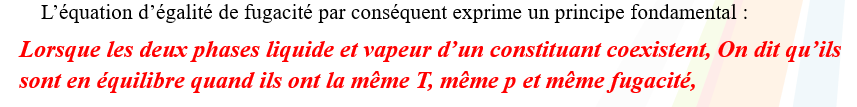 L’équation d’égalité de fugacité par conséquent exprime un principe fondamental :
Lorsque les deux phases liquide et vapeur d’un constituant coexistent, On dit qu’ils
sont en équilibre quand ils ont la même T, même p et même fugacité,